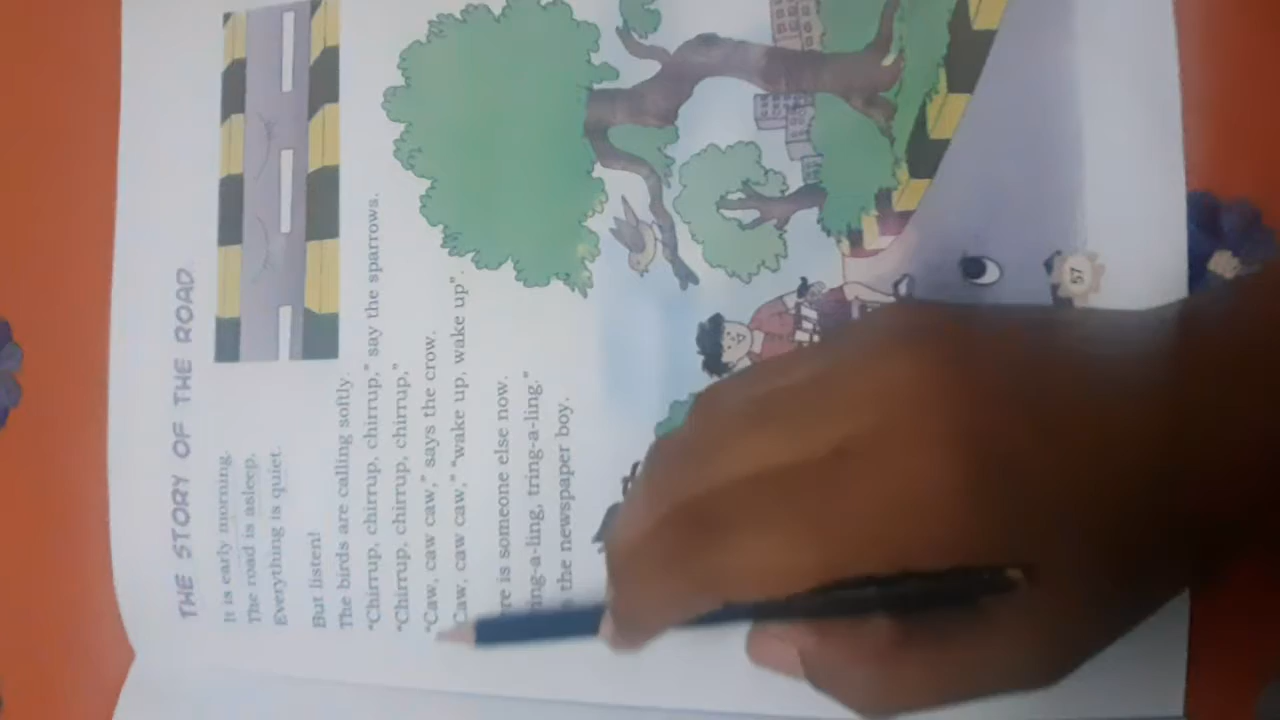 THE STORY OF THE ROAD
It is early morning.
The road is asleep.
Everything is quiet.
But listen!
The birds are calling softly.
"Chirrup, chirrup, chirrup," say the sparrows.
"Chirrup, chirrup, chirrup,"
"Caw, caw caw," says the crow.
Caw, caw caw," "wake up, wake up".
re is someone else now.
ing-a-ling, tring-a-ling."
the newspaper boy.
57